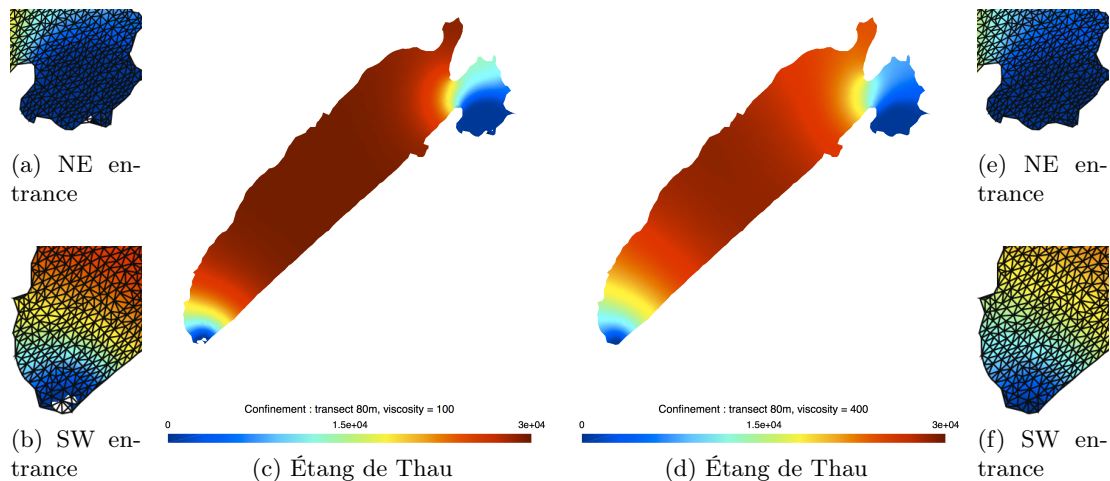 (a) NE en-
trance
(b) SW en-
trance
Confinement : transect 80m, viscosity = 100
0 1.5e+04 3e+04
(c) Étang de Thau
Confinement : transect 80m, viscosity = 400
0 1.5e+04 3e+04
(d) Étang de Thau
(e) NE en-
trance
(f) SW en-
trance